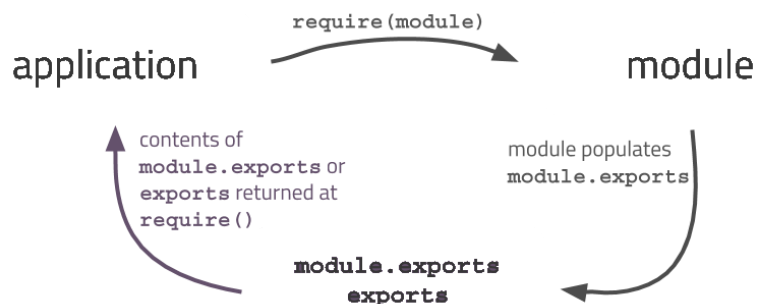 require(module)
application
module
contents of
module.exports or
exports returned at
require()
module populates
module.exports
module.exports
exports